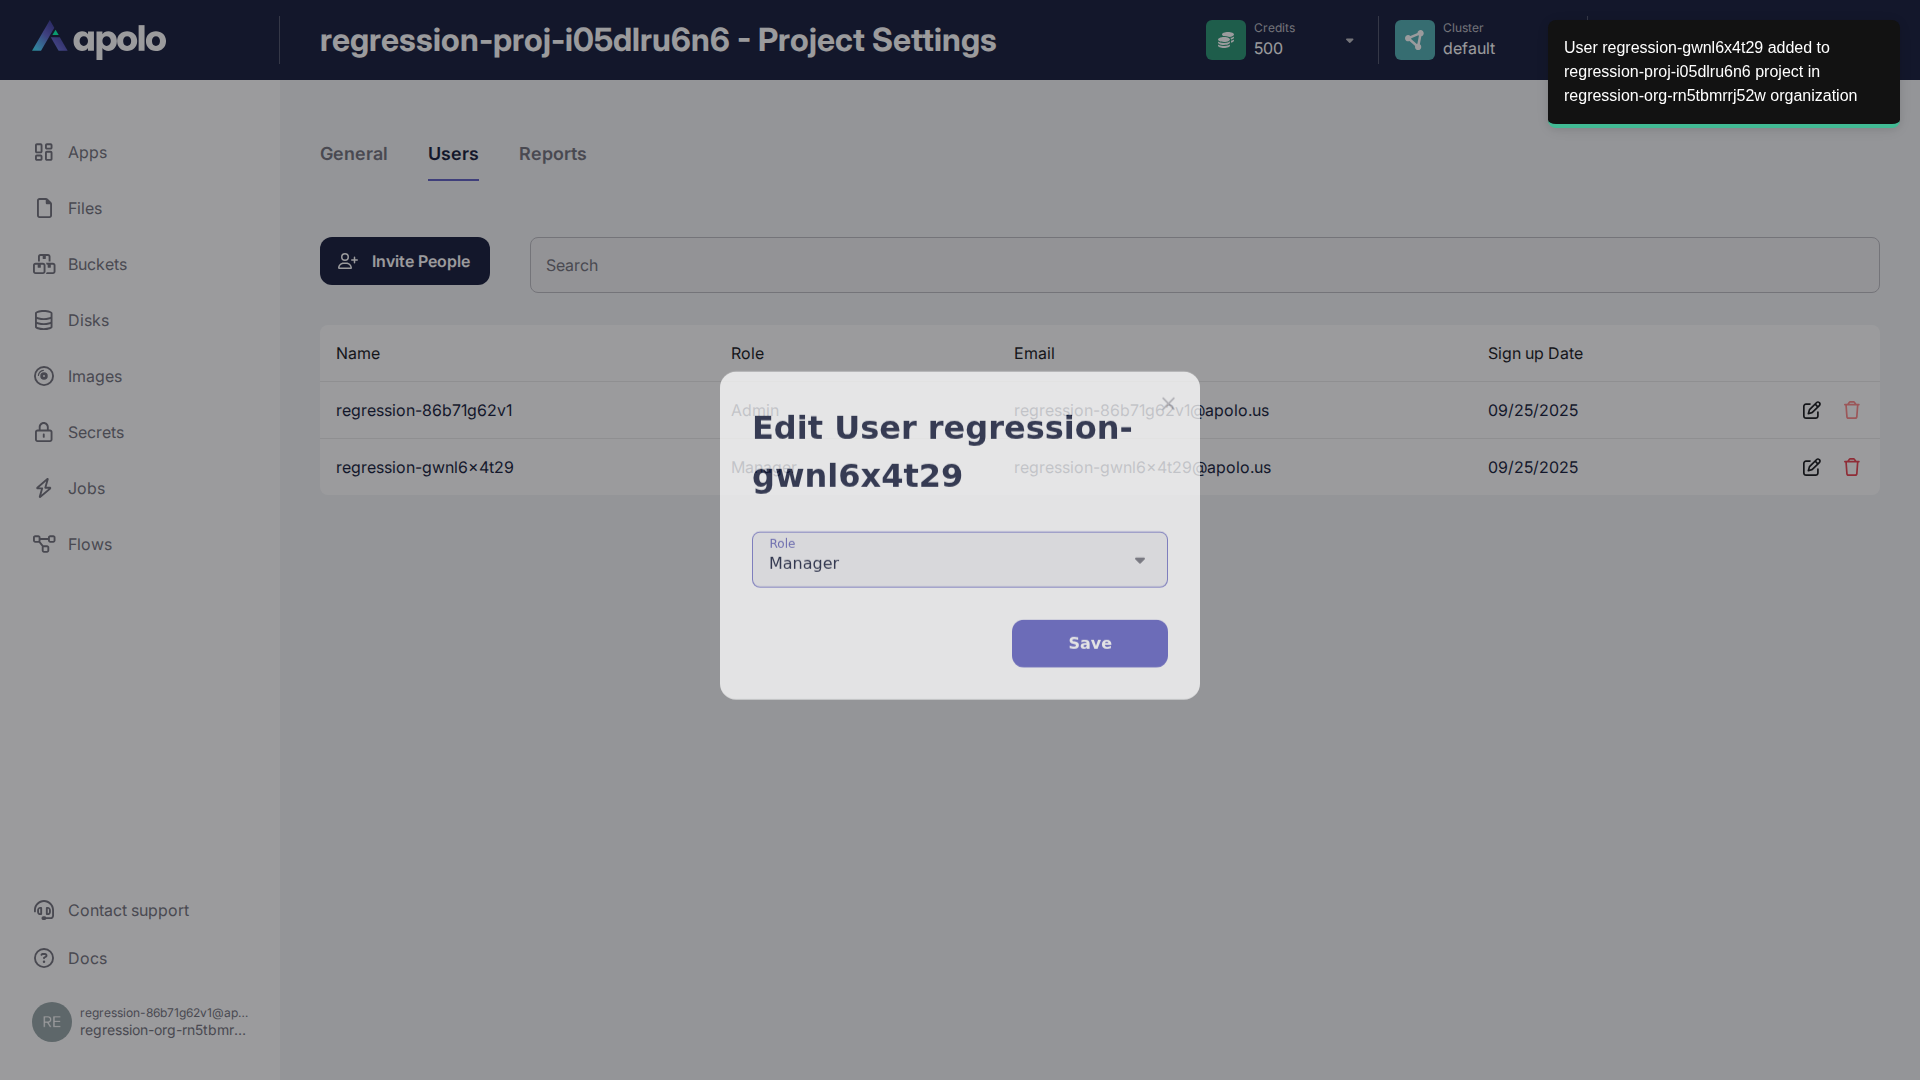 apolo
regression-proj-i05dlru6n6 - Project Settings
Credits
500
Cluster
default
User regression-gwnl6x4t29 added to
regression-proj-i05dlru6n6 project in
regression-org-rn5tbmrrj52w organization
Apps
Files
Buckets
Disks
Images
Secrets
Jobs
Flows
Contact support
Docs
RE
regression-86b71g62v1@ap...
regression-org-rn5tbmr...
General
Users
Reports
Invite People
Search
Name
Role
Email
Sign up Date
regression-86b71g62v1
Admin
regression-86b71g62v1@apolo.us
09/25/2025
regression-gwnl6x4t29
Manager
regression-gwnl6x4t29@apolo.us
09/25/2025
Edit User regression-
gwnl6x4t29
Role
Manager
Save